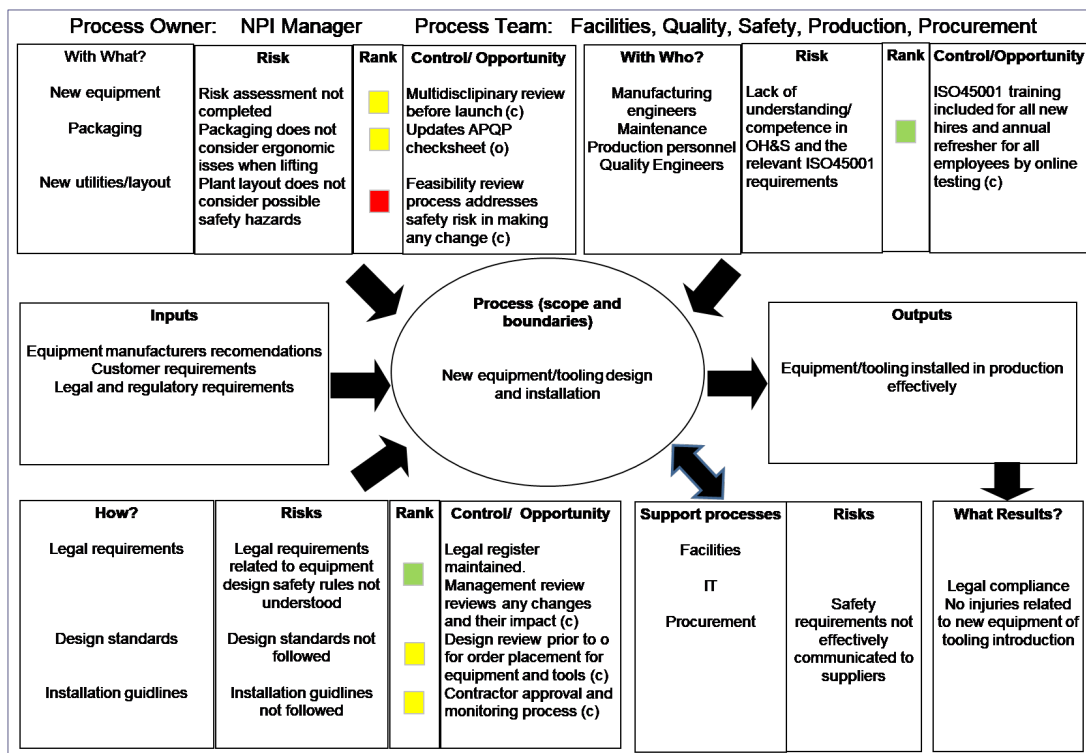 Process Owner: NPI Manager Process Team: Facilities, Quality, Safety, Production, Procurement
With What?
New equipment
Packaging
New utilities/layout
Risk
Risk assessment not
completed
Packaging does not
consider ergonomic
isses when lifting
Plant layout does not
consider possible
safety hazards
Rank
Control/ Opportunity
Multidisclipinary review
before launch (c)
Updates APQP
checksheet (o)
Feasibility review
process addresses
safety risk in making
any change (c)
With Who?
Manufacturing
engineers
Maintenance
Production personnel
Quality Engineers
Risk
Lack of
understanding/
competence in
OH&S and the
relevant ISO45001
requirements
Rank
Control/Opportunity
ISO45001 training
included for all new
hires and annual
refresher for all
employees by online
testing (c)
Inputs
Equipment manufacturers recomendations
Customer requirements
Legal and regulatory requirements
Process (scope and
boundaries)
New equipment/tooling design
and installation
Outputs
Equipment/tooling installed in production
effectively
How?
Legal requirements
Design standards
Installation guidlines
Risks
Legal requirements
related to equipment
design safety rules not
understood
Design standards not
followed
Installation guidlines
not followed
Rank
Control/ Opportunity
Legal register
maintained.
Management review
reviews any changes
and their impact (c)
Design review prior to o
for order placement for
equipment and tools (c)
Contractor approval and
monitoring process (c)
Support processes
Facilities
IT
Procurement
Risks
Safety
requirements not
effectively
communicated to
suppliers
What Results?
Legal compliance
No injuries related
to new equipment of
tooling introduction